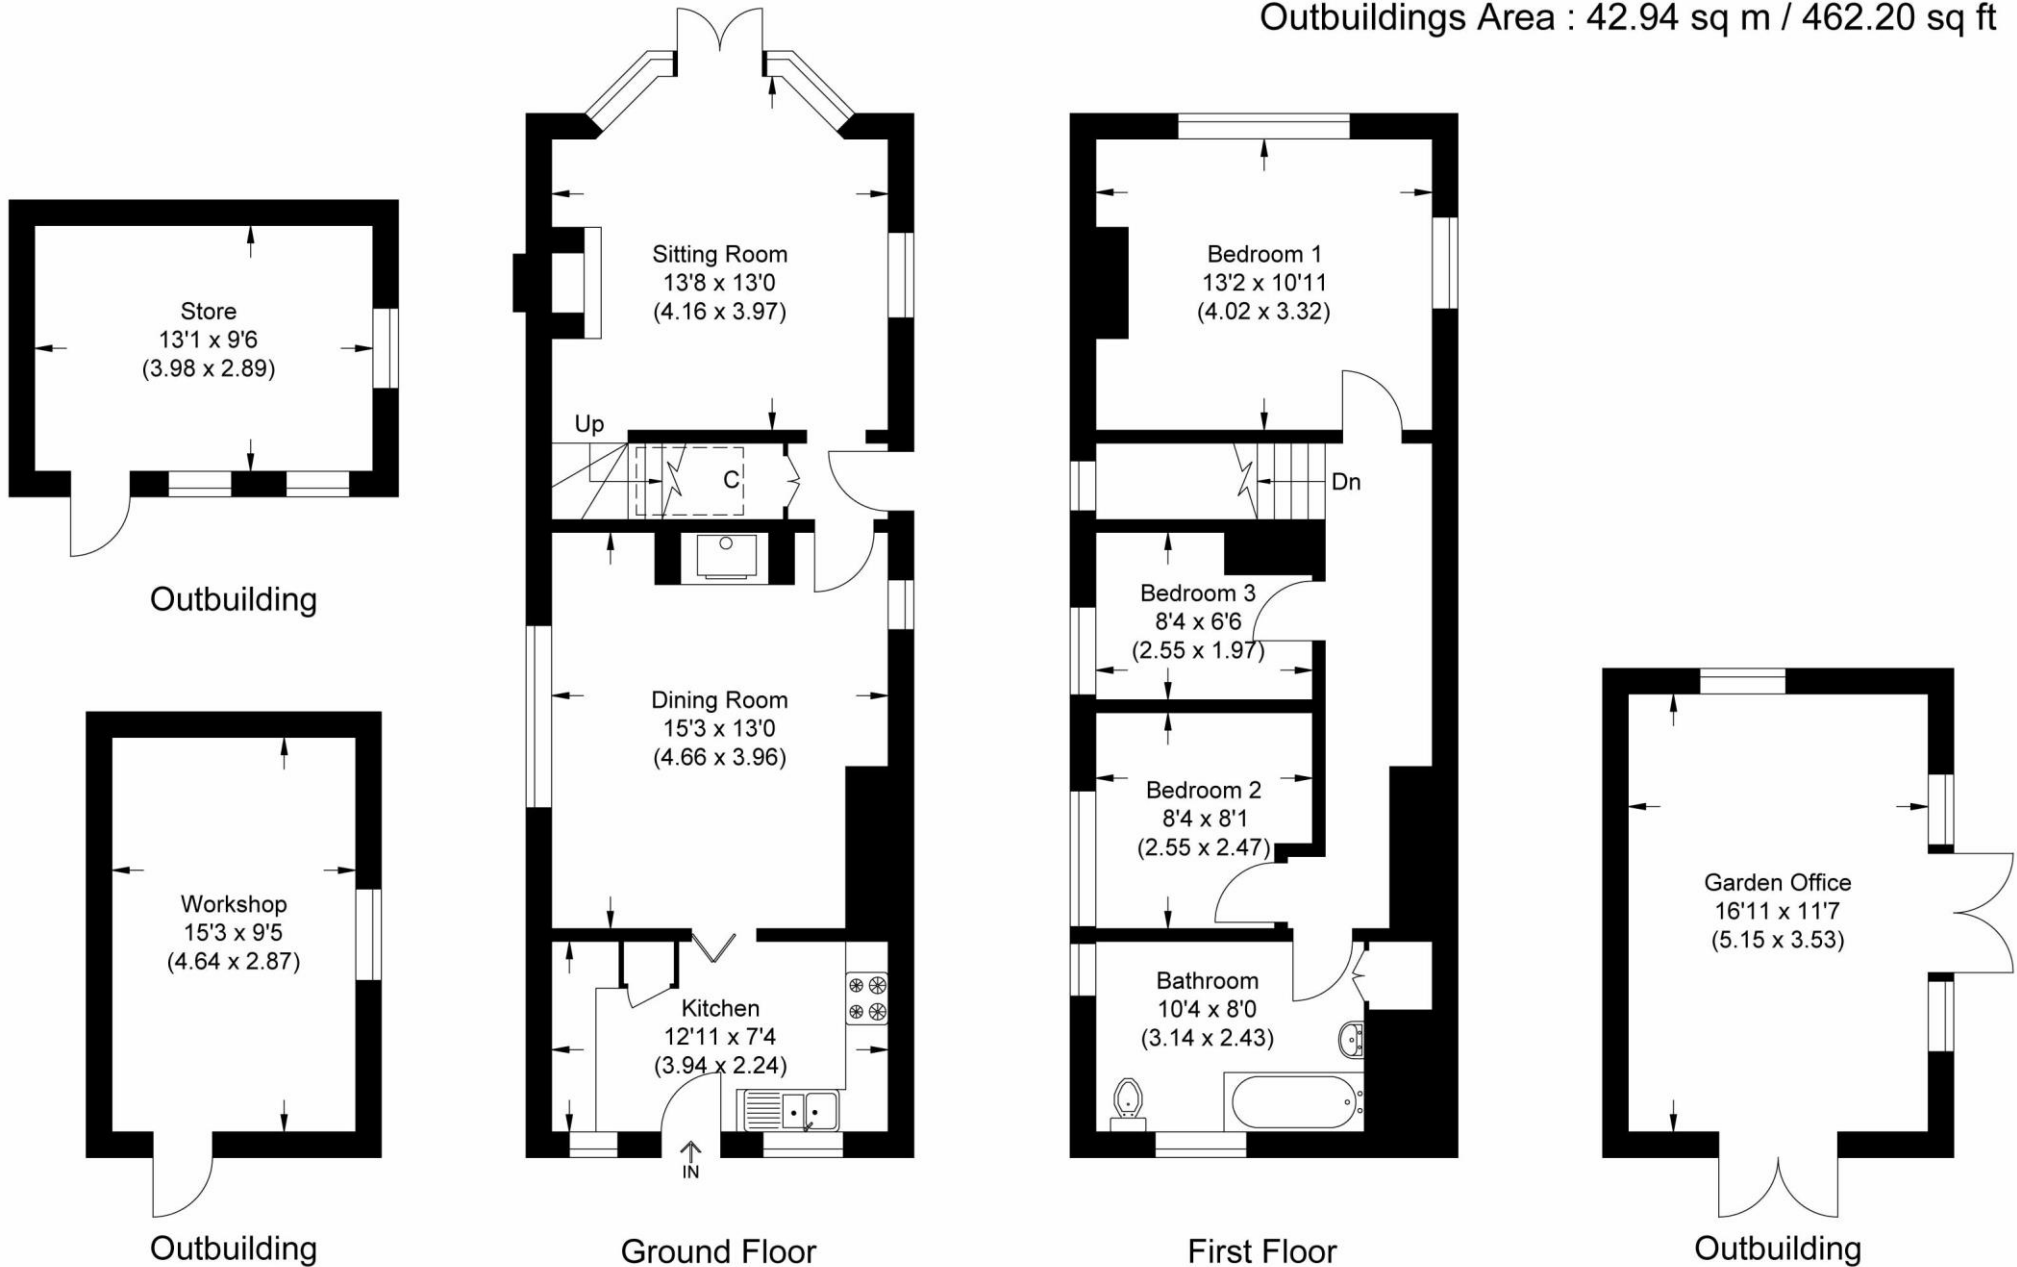 Outbuildings Area : 42.94 sq m / 462.20 sq ft
Store
13'1 x 9'6
(3.98 x 2.89)
Outbuilding
Workshop
15'3 x 9'5
(4.64 x 2.87)
Outbuilding
Sitting Room
13'8 x 13'0
(4.16 x 3.97)
Up
C
Dining Room
15'3 x 13'0
(4.66 x 3.96)
Kitchen
12'11 x 7'4
(3.94 x 2.24)
IN
Ground Floor
Bedroom 1
13'2 x 10'11
(4.02 x 3.32)
Dn
Bedroom 3
8'4 x 6'6
(2.55 x 1.97)
Bedroom 2
8'4 x 8'1
(2.55 x 2.47)
Bathroom
10'4 x 8'0
(3.14 x 2.43)
First Floor
Garden Office
16'11 x 11'7
(5.15 x 3.53)
Outbuilding